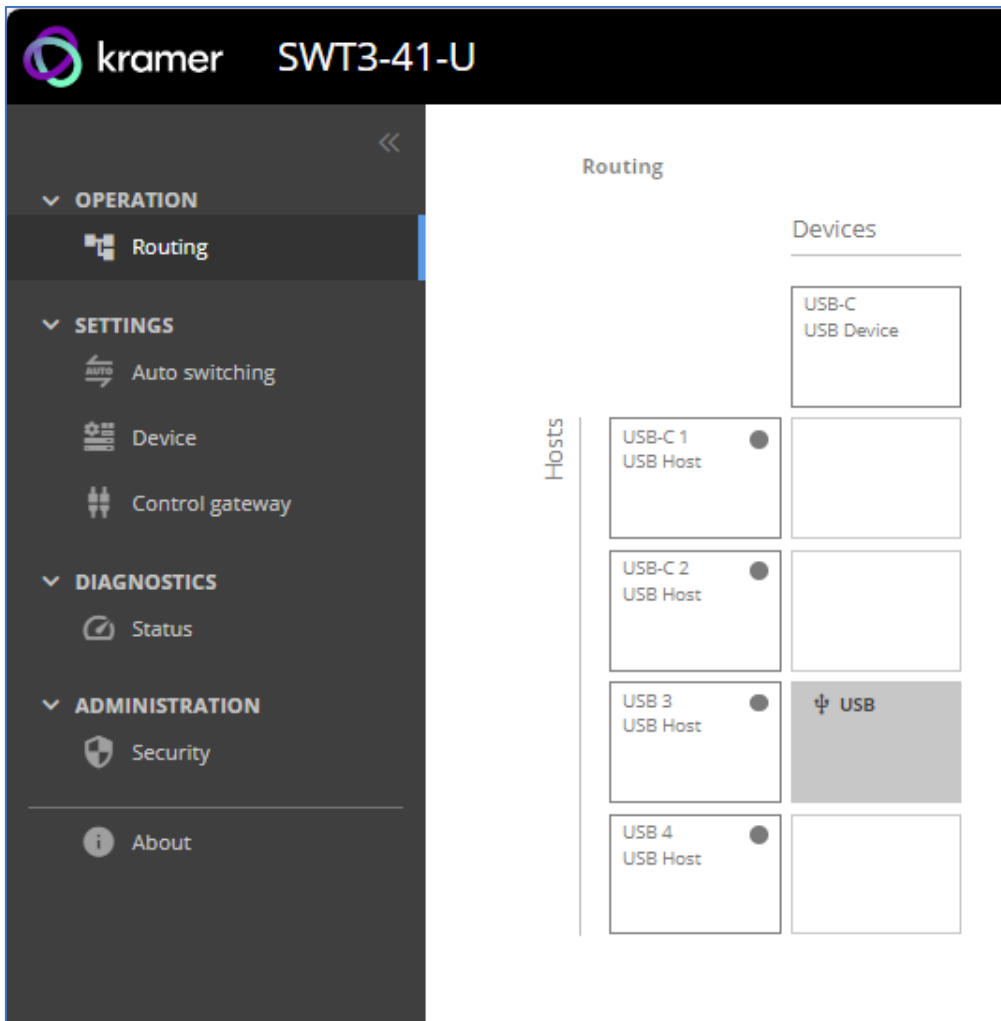 kramer SWT3-41-U
OPERATION
Routing
SETTINGS
AUTO
Auto switching
Device
Control gateway
DIAGNOSTICS
Status
ADMINISTRATION
Security
i
About
Routing
Devices
USB-C
USB Device
Hosts
USB-C 1
USB Host
USB-C 2
USB Host
USB 3
USB Host
USB
USB 4
USB Host